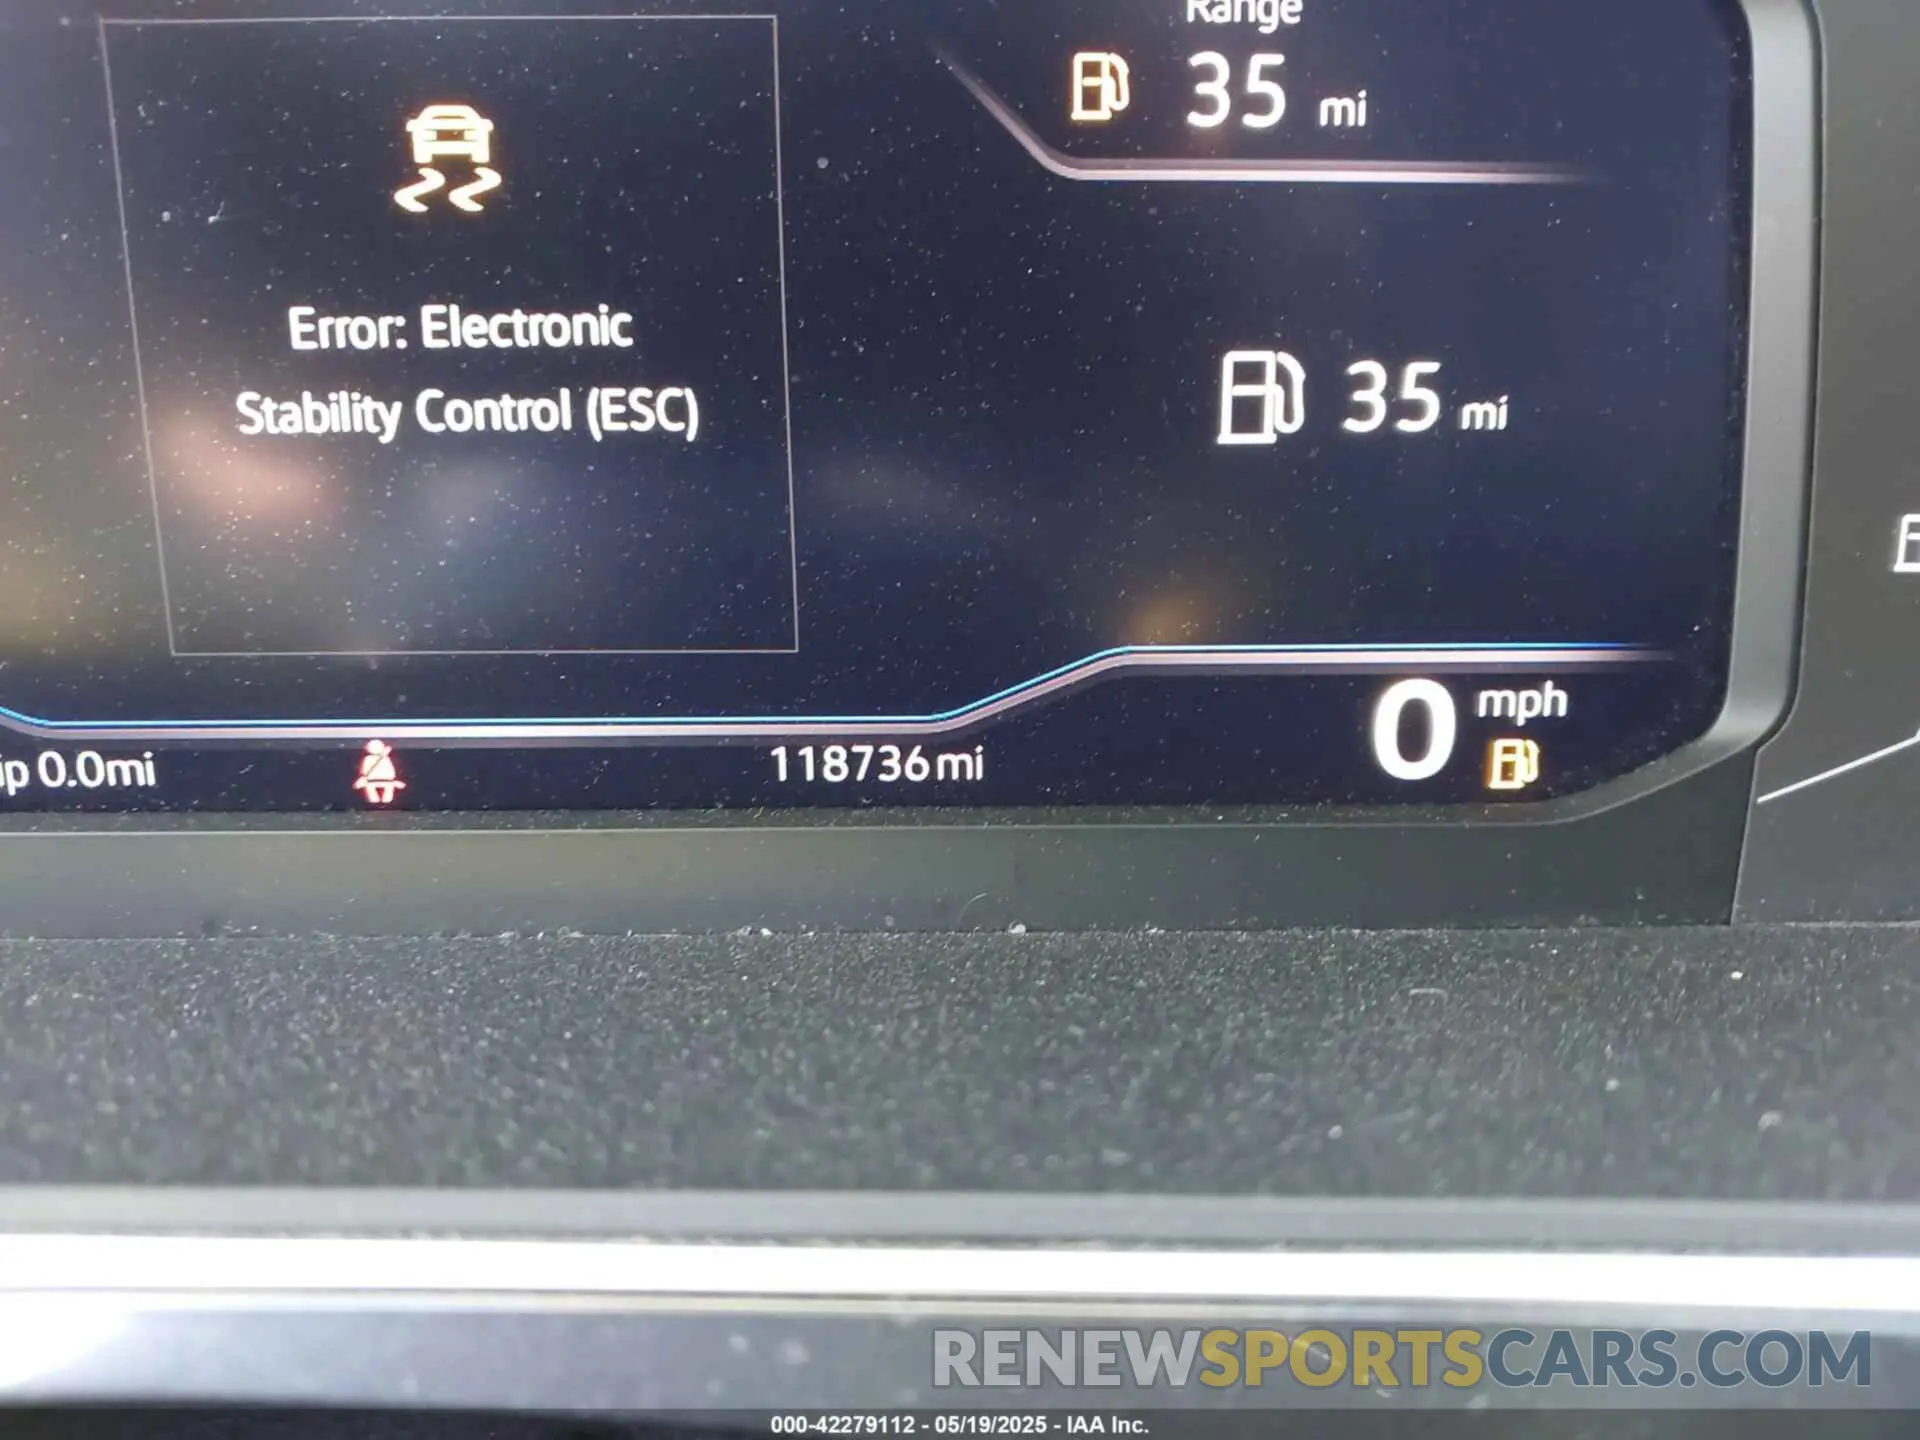 Range
35 mi
Error: Electronic
Stability Control (ESC)
35 mi
0 mph
ip 0.0mi
118736mi
RENEWSPORTSCARS.COM
000-42279112 - 05/19/2025 - IAA Inc.